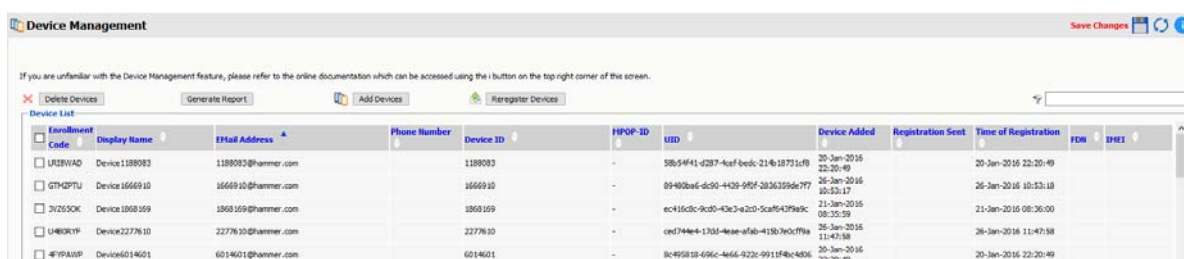 Device Management
Save Changes
If you are unfamiliar with the Device Management feature, please refer to the online documentation which can be accessed using the i button on the top right corner of this screen.
Delete Devices Generate Report Add Devices Reregister Devices
Device List
Enrollment Code Display Name EMail Address Phone Number Device ID MPOP-ID UID Device Added Registration Sent Time of Registration FDN IMEI
Device1188083 1188083@hammer.com 1188083 - 20-Jan-2016 22:20:49 20-Jan-2016 22:20:49
GTMZPTU Device1666910 1666910@hammer.com 1666910 - 26-Jan-2016 10:53:17 26-Jan-2016 10:53:18
Device1868169 1868169@hammer.com 1868169 - 21-Jan-2016 08:35:59 21-Jan-2016 08:36:00
Device2277610 2277610@hammer.com 2277610 - 26-Jan-2016 11:47:58 26-Jan-2016 11:47:58
4FYPAWP Device6014601 6014601@hammer.com 6014601 - 20-Jan-2016 20-Jan-2016 22:20:49